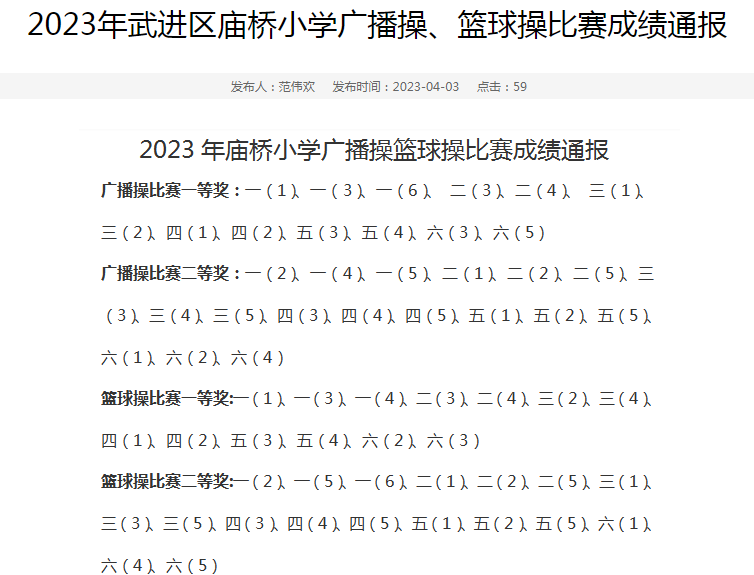 2023年武进区庙桥小学广播操、篮球操比赛成绩通报
发布人：范伟欢 发布时间：2023-04-03 点击：59
2023 年庙桥小学广播操篮球操比赛成绩通报
广播操比赛一等奖：一（1）、一（3）、一（6）、 二（3）、二（4）、 三（1）、
三（2）、四（1）、四（2）、五（3）、五（4）、六（3）、六（5）
广播操比赛二等奖：一（2）、一（4）、一（5）、二（1）、二（2）、二（5）、三
（3）、三（4）、三（5）、四（3）、四（4）、四（5）、五（1）、五（2）、五（5）、
六（1）、六（2）、六（4）
篮球操比赛一等奖:一（1）、一（3）、一（4）、二（3）、二（4）、三（2）、三（4）、
四（1）、四（2）、五（3）、五（4）、六（2）、六（3）
篮球操比赛二等奖:一（2）、一（5）、一（6）、二（1）、二（2）、二（5）、三（1）、
三（3）、三（5）、四（3）、四（4）、四（5）、五（1）、五（2）、五（5）、六（1）、
六（4）、六（5）